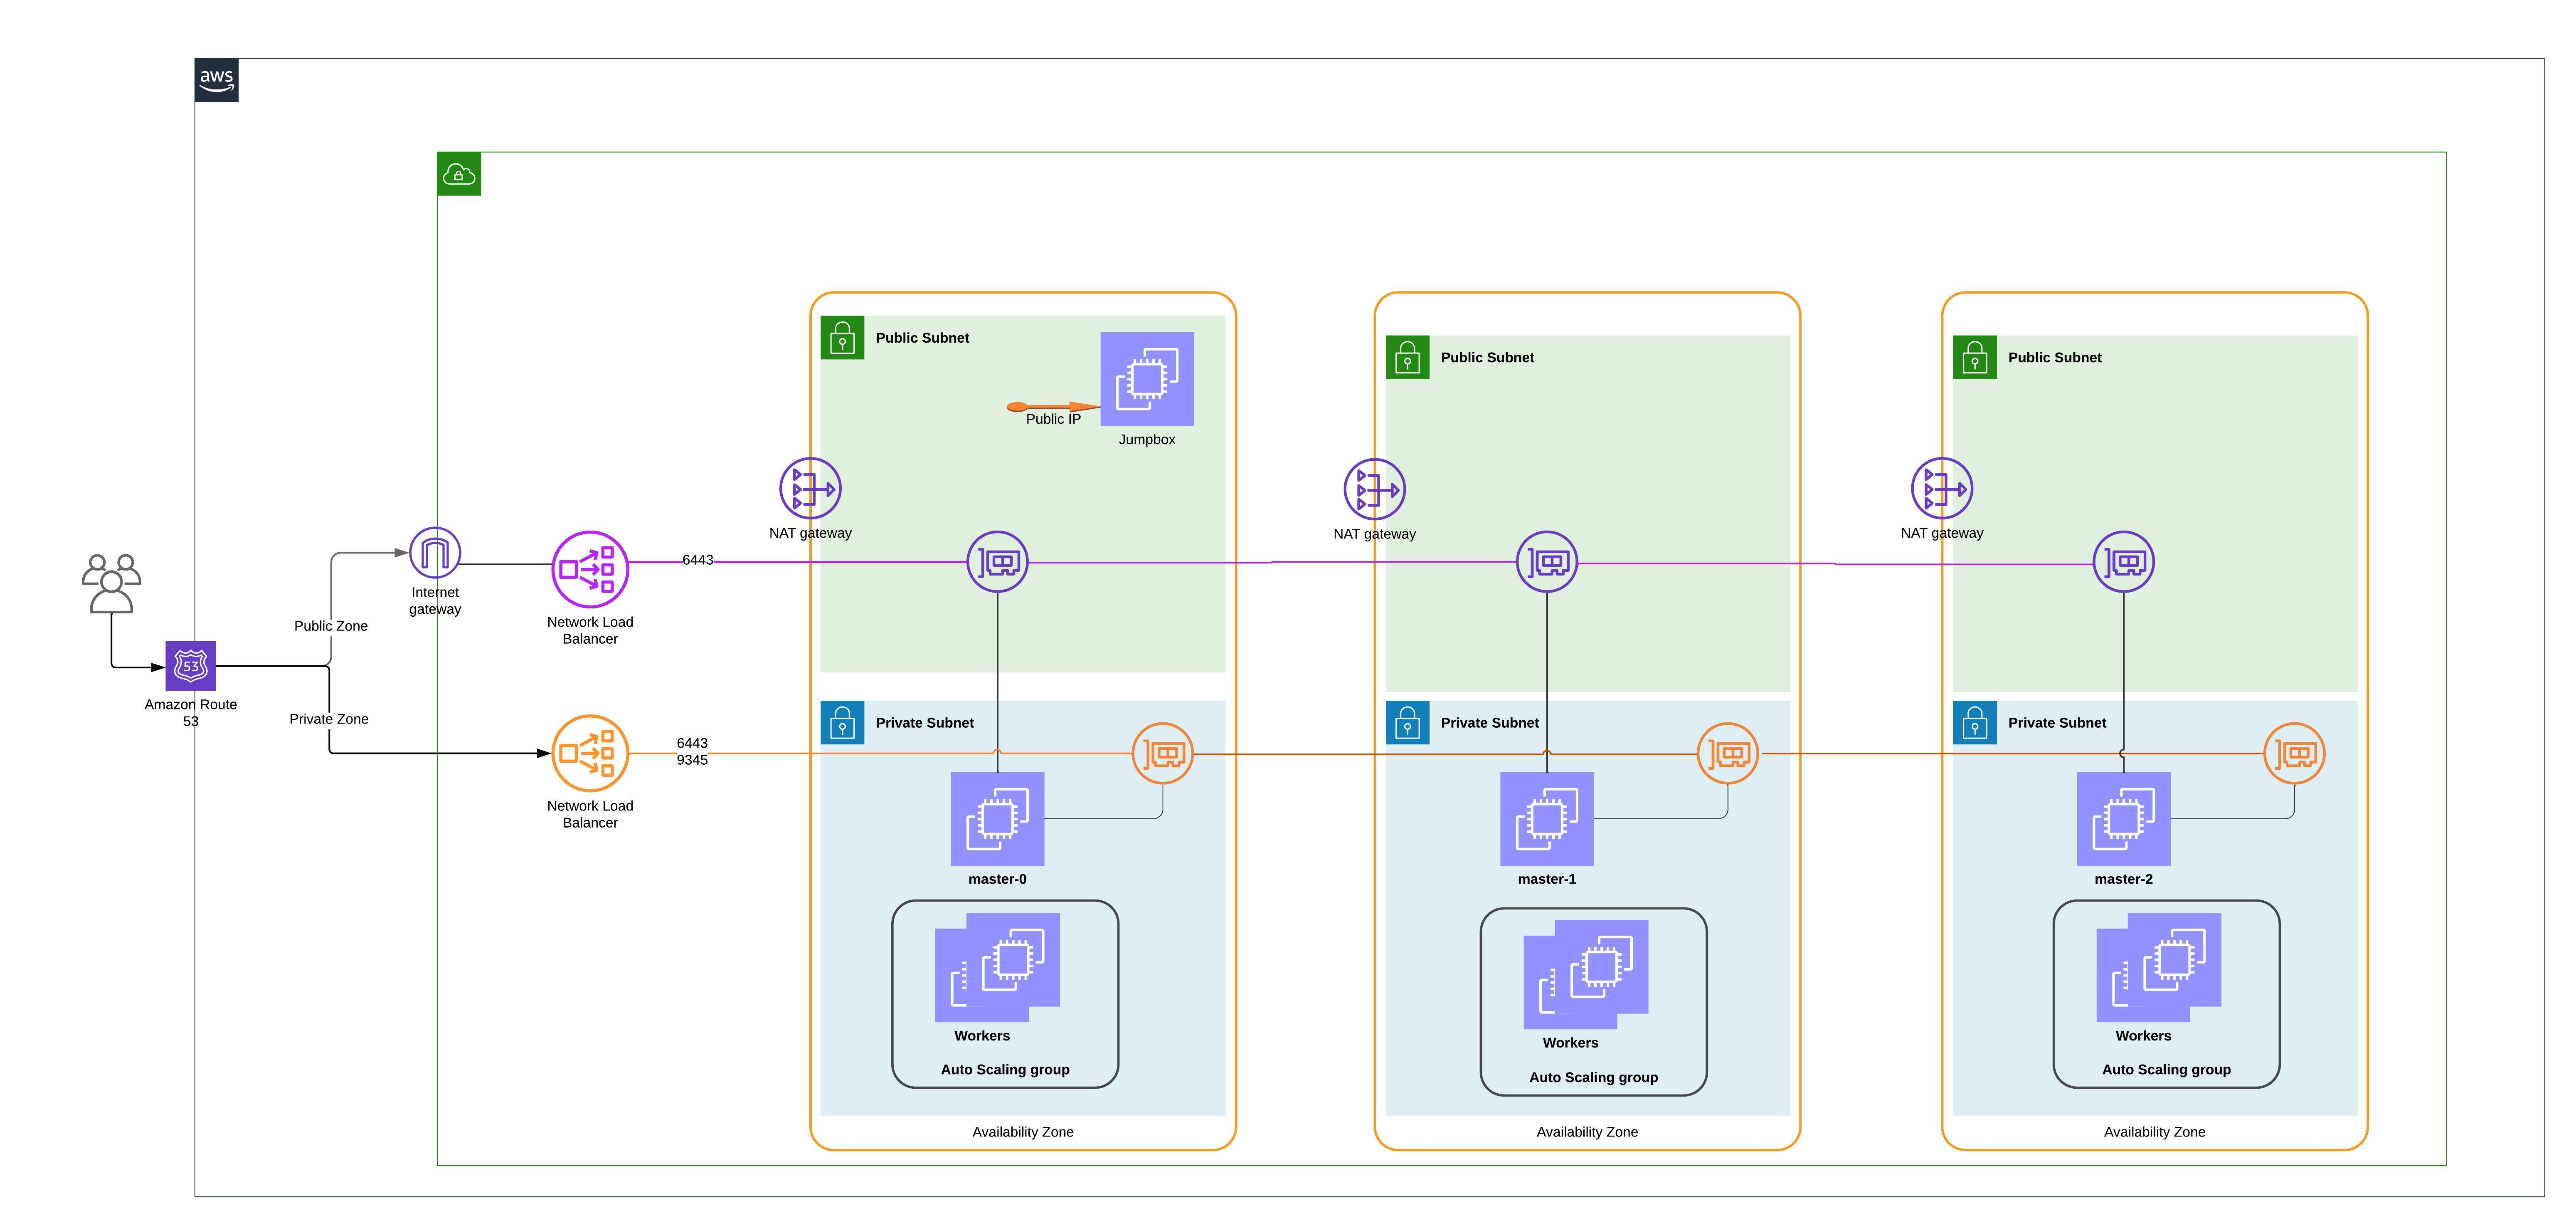 aws
Public Subnet
Public IP
Jumpbox
NAT gateway
Public Subnet
NAT gateway
Public Subnet
NAT gateway
Internet
gateway
Network Load
Balancer
6443
Public Zone
53
Amazon Route
53
Private Zone
Network Load
Balancer
6443
9345
Private Subnet
master-0
Workers
Auto Scaling group
Availability Zone
Private Subnet
master-1
Workers
Auto Scaling group
Availability Zone
Private Subnet
master-2
Workers
Auto Scaling group
Availability Zone